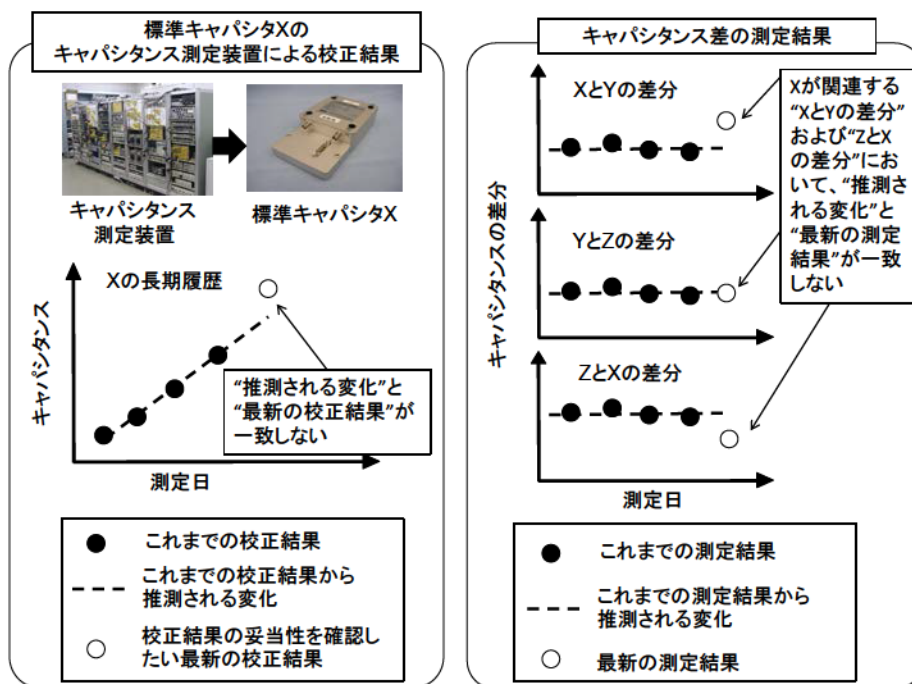 標準キャパシタXの
キャパシタンス測定装置による校正結果
キャパシタンス
測定装置
標準キャパシタX
キャパシタンス
Xの長期履歴
“推測される変化”と
“最新の校正結果”が
一致しない
測定日
これまでの校正結果
これまでの校正結果から
推測される変化
校正結果の妥当性を確認し
たい最新の校正結果
キャパシタンス差の測定結果
キャパシタンスの差分
XとYの差分
Xが関連する
“XとYの差分”
および“ZとX
の差分”にお
いて、“推測さ
れる変化”と
“最新の測定
結果”が一致
しない
YとZの差分
ZとXの差分
測定日
これまでの測定結果
これまでの測定結果から
推測される変化
最新の測定結果